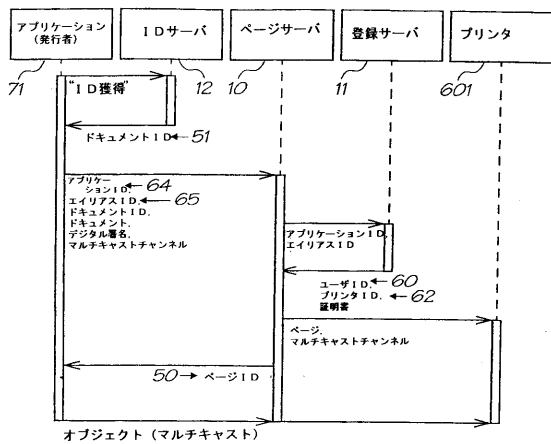 アプリケーション
(発行者)
IDサーバ
ページサーバ
登録サーバ
プリンタ
71
12
10
11
601
"ID獲得"
ドキュメントID
51
アプリケー
ションID,
64
エイリアスID,
65
ドキュメントID,
ドキュメント,
デジタル署名,
マルチキャストチャンネル
アプリケーションID,
エイリアスID
ユーザID,
60
プリンタID,
62
証明書
ページ,
マルチキャストチャンネル
50
ページID
オブジェクト(マルチキャスト)